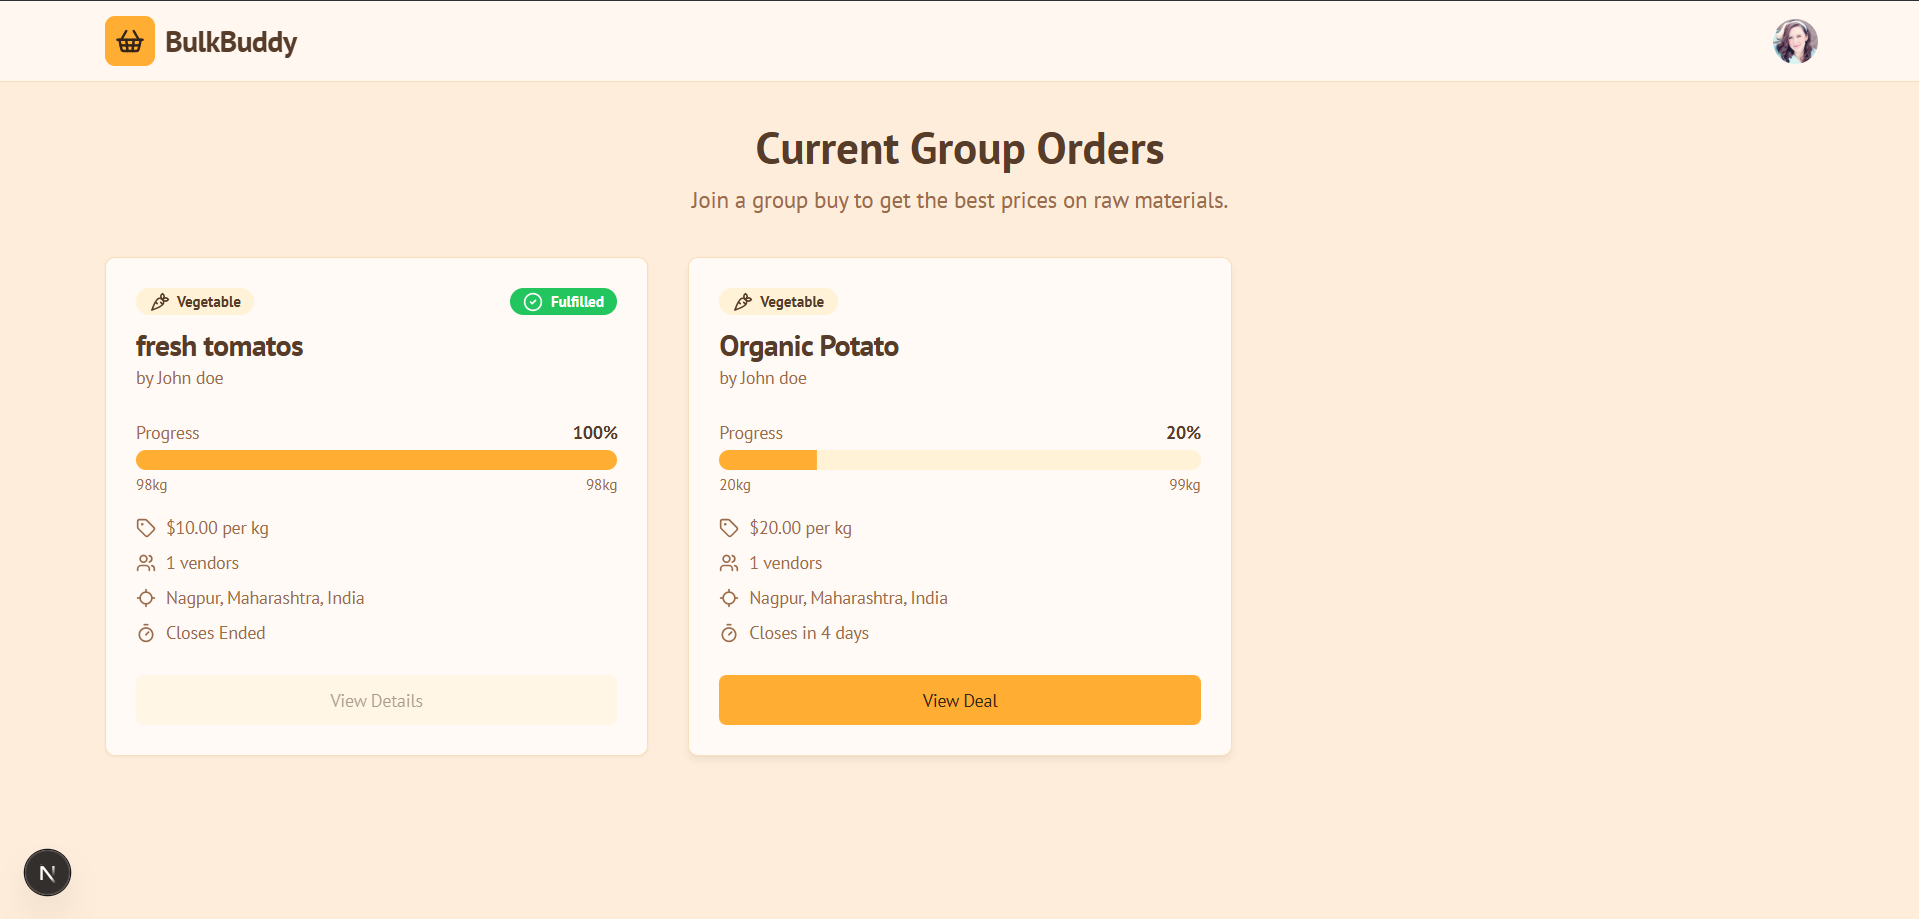 BulkBuddy
Current Group Orders
Join a group buy to get the best prices on raw materials.
Vegetable
Fulfilled
fresh tomatos
by John doe
Progress
100%
98kg
98kg
$10.00 per kg
1 vendors
Nagpur, Maharashtra, India
Closes Ended
View Details
Vegetable
Organic Potato
by John doe
Progress
20%
20kg
99kg
$20.00 per kg
1 vendors
Nagpur, Maharashtra, India
Closes in 4 days
View Deal
N